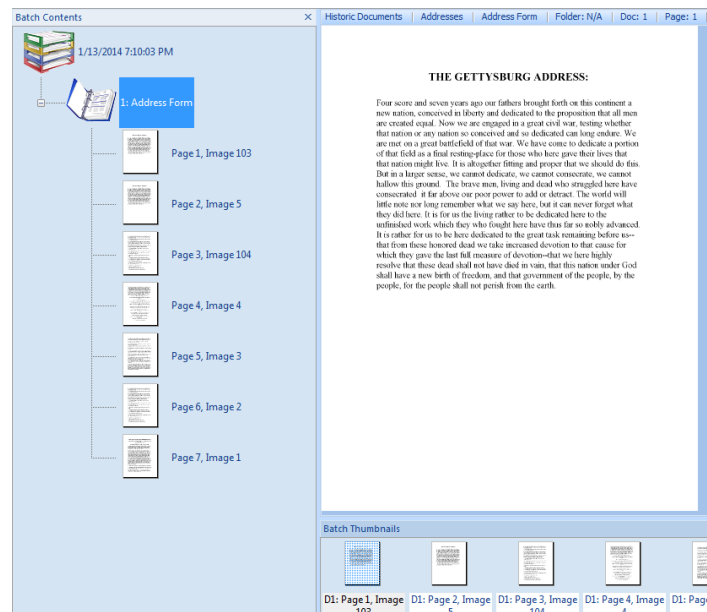 Batch Contents
1/13/2014 7:10:03 PM
1: Address Form
Page 1, Image 103
Page 2, Image 5
Page 3, Image 104
Page 4, Image 4
Page 5, Image 3
Page 6, Image 2
Page 7, Image 1
Historic Documents Addresses Address Form Folder: N/A Doc: 1 Page: 1
THE GETTYSBURG ADDRESS:
Four score and seven years ago our fathers brought forth on this continent a
new nation, conceived in liberty and dedicated to the proposition that all men
are created equal. Now we are engaged in a great civil war, testing whether
that nation or any nation so conceived and so dedicated can long endure. We
are met on a great battlefield of that war. We have come to dedicate a portion
of that field as a final resting-place for those who here gave their lives that
that nation might live. It is altogether fitting and proper that we should do this.
But in a larger sense, we cannot dedicate, we cannot consecrate, we cannot
hallow this ground. The brave men, living and dead who struggled here have
consecrated it far above our poor power to add or detract. The world will
little note nor long remember what we say here, but it can never forget what
they did here. It is for us the living rather to be dedicated here to the
unfinished work which they who fought here have thus far so nobly advanced.
It is rather for us to be here dedicated to the great task remaining before us--
that from these honored dead we take increased devotion to that cause for
which they gave the last full measure of devotion--that we here highly
resolve that these dead shall not have died in vain, that this nation under God
shall have a new birth of freedom, and that government of the people, by the
people, for the people shall not perish from the earth.
Batch Thumbnails
D1: Page 1, Image D1: Page 2, Image D1: Page 3, Image D1: Page 4, Image D1: Page
103 5 104 4